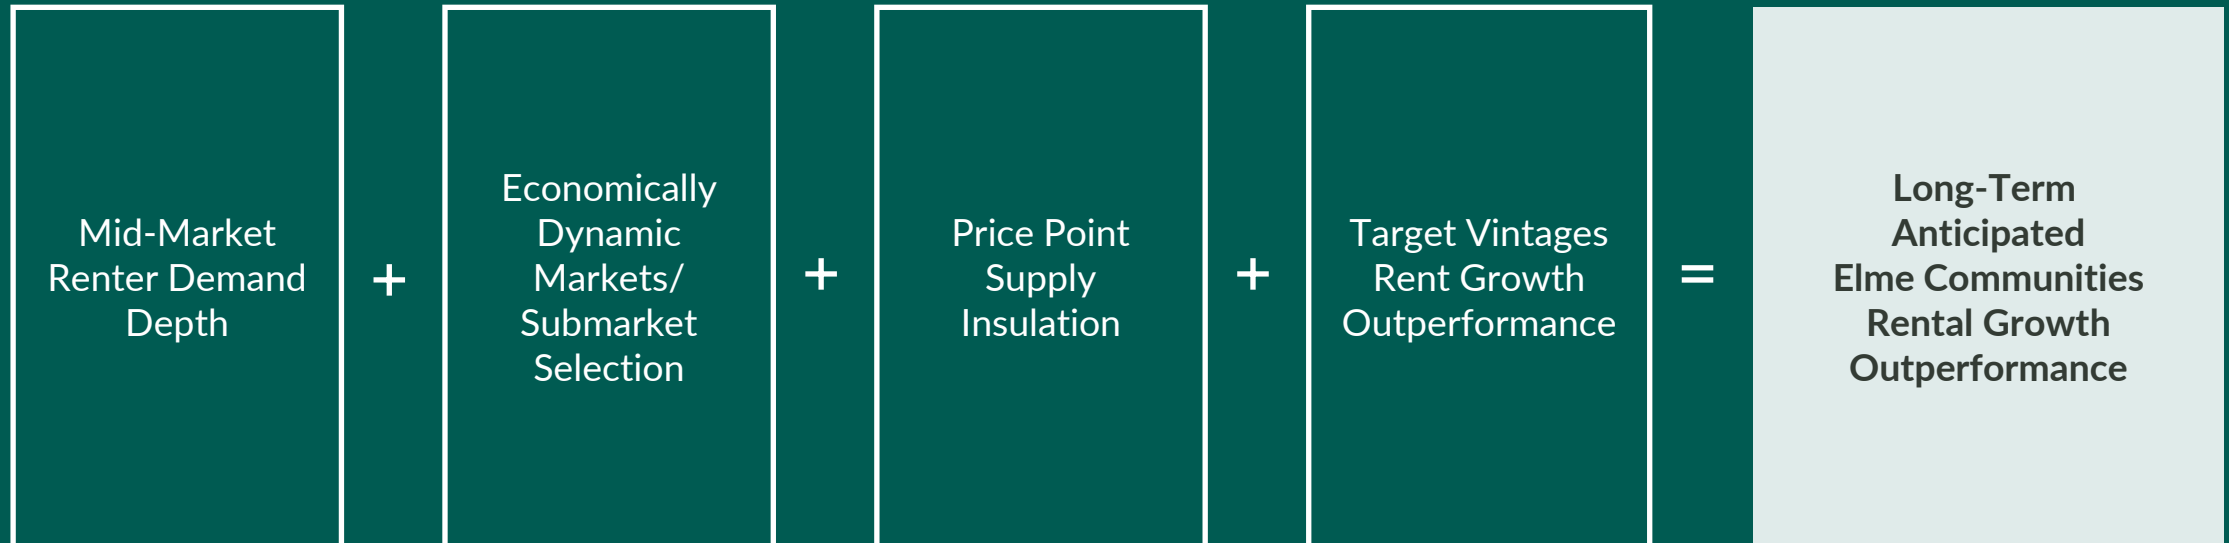 Mid-Market
Renter Demand
Depth
+
Economically
Dynamic
Markets/
Submarket
Selection
+
Price Point
Supply
Insulation
+
Target Vintages
Rent Growth
Outperformance
=
Long-Term
Anticipated
Elme Communities
Rental Growth
Outperformance